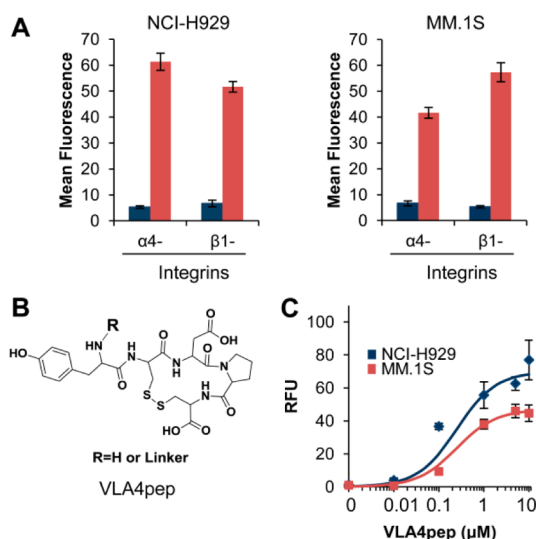 A
NCI-H929
MM.1S
Mean Fluorescence
70
60
50
40
30
20
10
0
α4-
β1-
Integrins
Mean Fluorescence
70
60
50
40
30
20
10
0
α4-
β1-
Integrins
B
R
HN
HO
O
H
N
O
OH
H
N
O
N
O
S
S
N
H
O
HO
O
R=H or Linker
VLA4pep
C
100
80
60
40
20
0
RFU
NCI-H929
MM.1S
0
0.01
0.1
1
10
VLA4pep (μM)